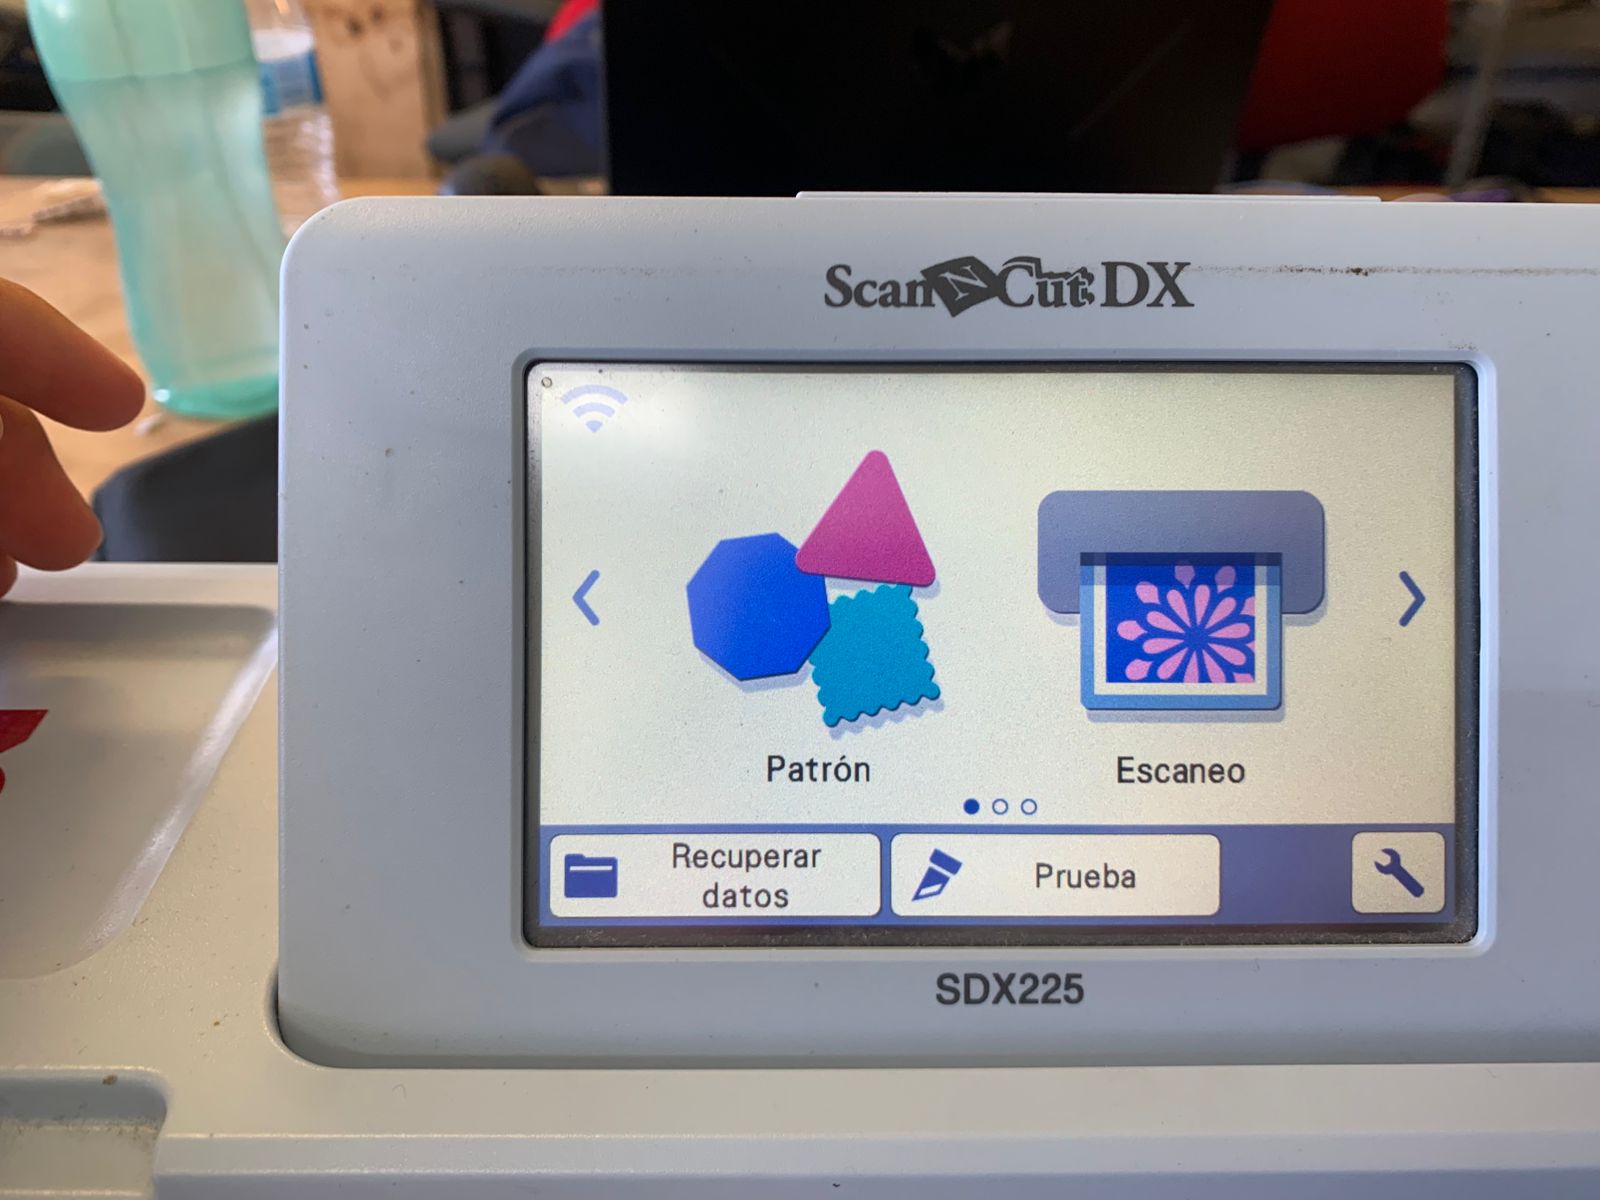 ScanNCut DX
Patrón
Escaneo
Recuperar
datos
Prueba
SDX225